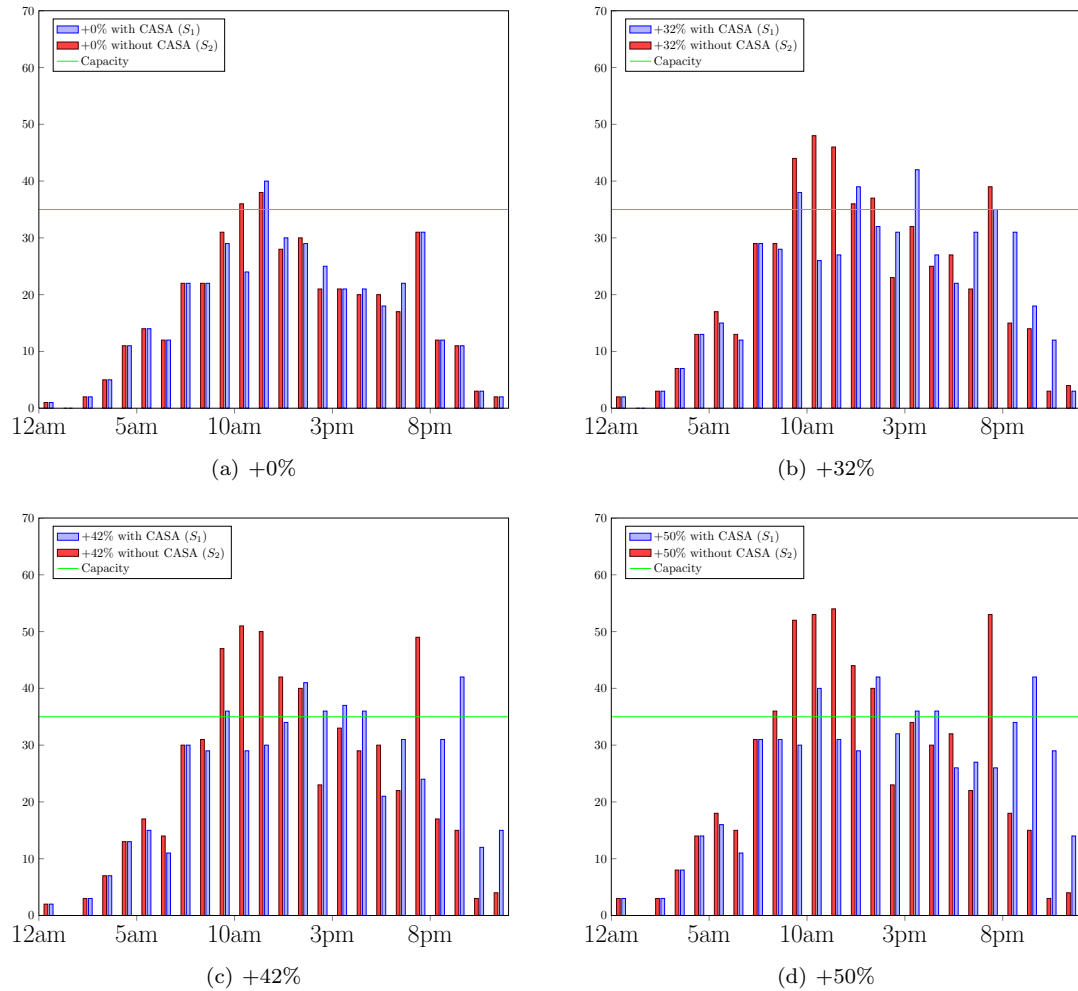 70
60
50
40
30
20
10
0
+0% with CASA (S1)
+0% without CASA (S2)
Capacity
12am 5am 10am 3pm 8pm
(a) +0%
70
60
50
40
30
20
10
0
+32% with CASA (S1)
+32% without CASA (S2)
Capacity
12am 5am 10am 3pm 8pm
(b) +32%
70
60
50
40
30
20
10
0
+42% with CASA (S1)
+42% without CASA (S2)
Capacity
12am 5am 10am 3pm 8pm
(c) +42%
70
60
50
40
30
20
10
0
+50% with CASA (S1)
+50% without CASA (S2)
Capacity
12am 5am 10am 3pm 8pm
(d) +50%